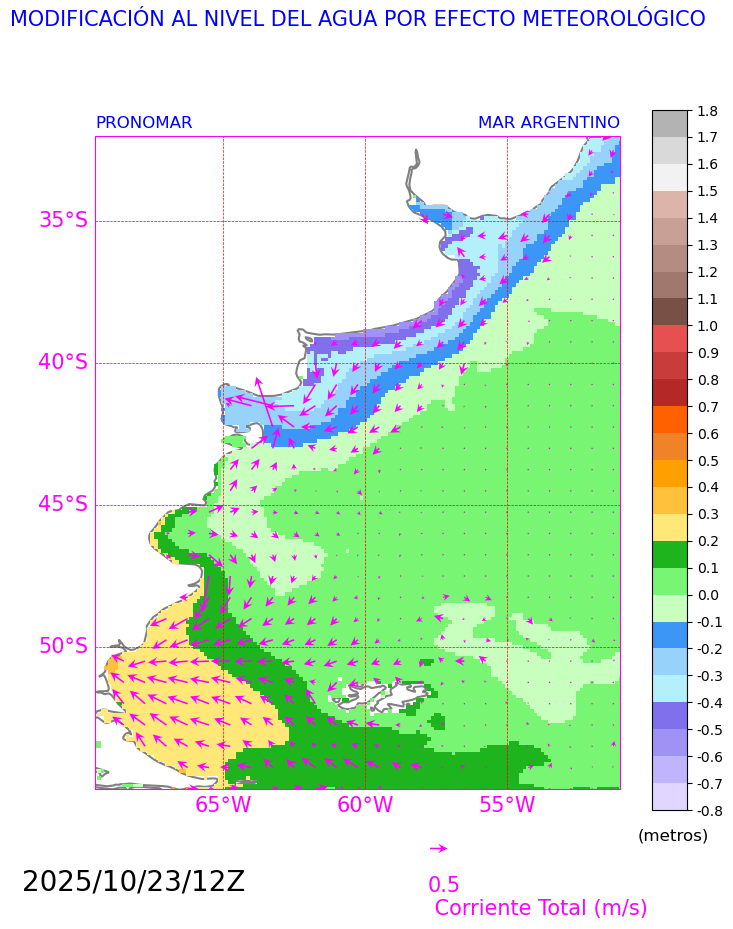 MODIFICACIÓN AL NIVEL DEL AGUA POR EFECTO METEOROLÓGICO
PRONOMAR
MAR ARGENTINO
35°S
40°S
45°S
50°S
65°W
60°W
55°W
1.8
1.7
1.6
1.5
1.4
1.3
1.2
1.1
1.0
0.9
0.8
0.7
0.6
0.5
0.4
0.3
0.2
0.1
0.0
-0.1
-0.2
-0.3
-0.4
-0.5
-0.6
-0.7
-0.8
(metros)
2025/10/23/12Z
0.5
Corriente Total (m/s)